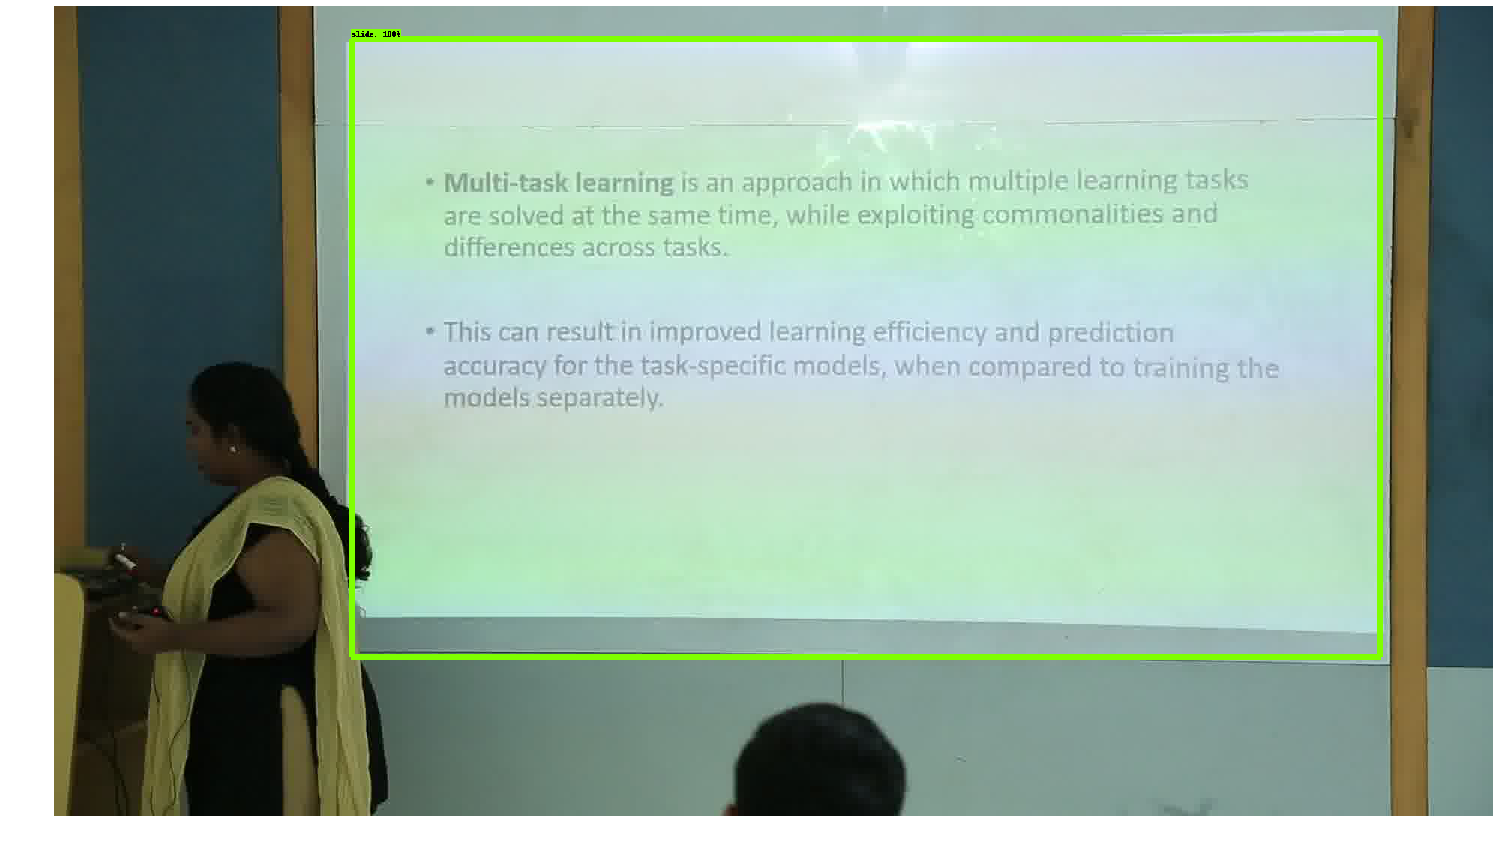 slide: 100%
• Multi-task learning is an approach in which multiple learning tasks
are solved at the same time, while exploiting commonalities and
differences across tasks.
• This can result in improved learning efficiency and prediction
accuracy for the task-specific models, when compared to training the
models separately.